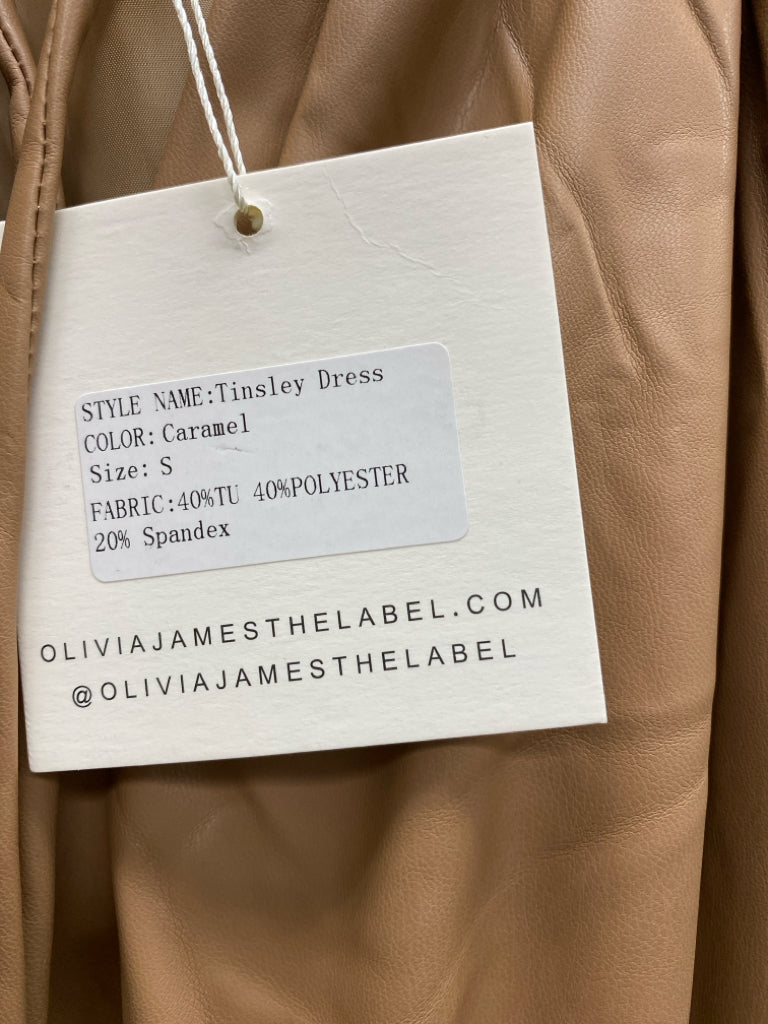 STYLE NAME:Tinsley Dress
COLOR: Caramel
Size: S
FABRIC:40%TU 40%POLYESTER
20% Spandex
OLIVIAJAMESTHELABEL.COM
@OLIVIAJAMESTHELABEL